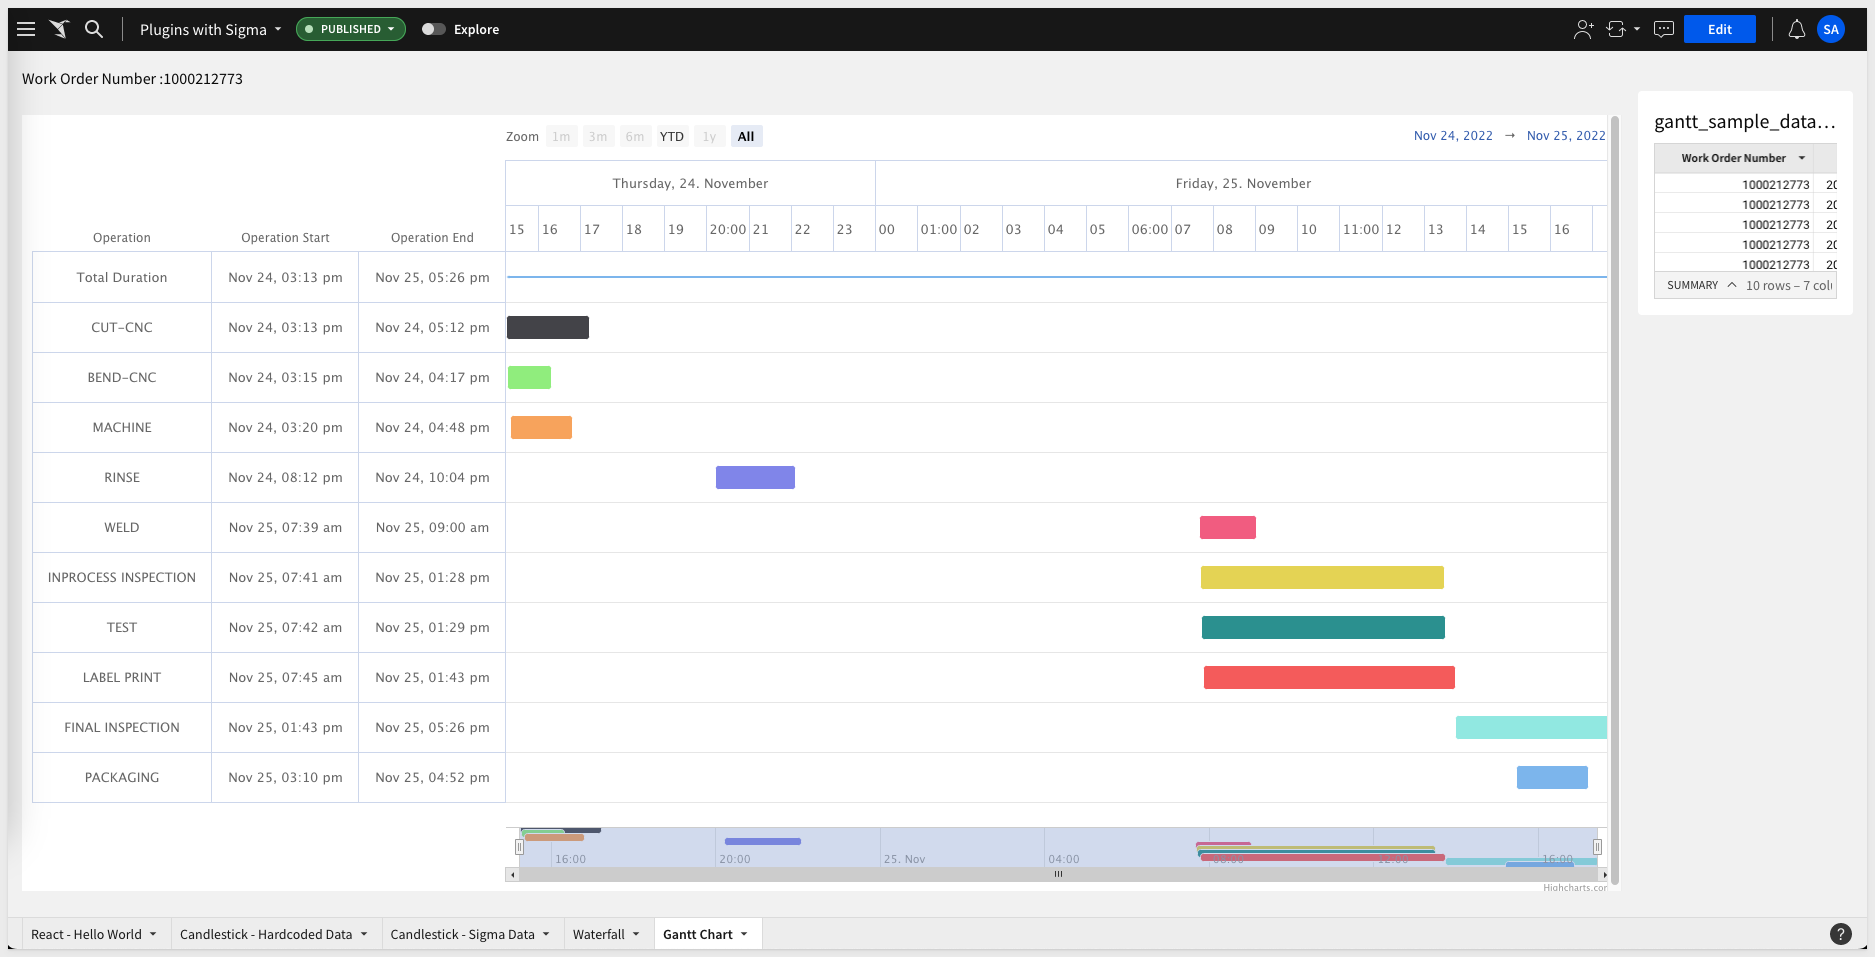 Plugins with Sigma PUBLISHED Explore Edit SA
Work Order Number :1000212773
Zoom 1m 3m 6m YTD 1y All Nov 24, 2022 → Nov 25, 2022
Thursday, 24. November Friday, 25. November
15 16 17 18 19 20:00 21 22 23 00 01:00 02 03 04 05 06:00 07 08 09 10 11:00 12 13 14 15 16
Operation Operation Start Operation End
Total Duration Nov 24, 03:13 pm Nov 25, 05:26 pm
CUT-CNC Nov 24, 03:13 pm Nov 24, 05:12 pm
BEND-CNC Nov 24, 03:15 pm Nov 24, 04:17 pm
MACHINE Nov 24, 03:20 pm Nov 24, 04:48 pm
RINSE Nov 24, 08:12 pm Nov 24, 10:04 pm
WELD Nov 25, 07:39 am Nov 25, 09:00 am
INPROCESS INSPECTION Nov 25, 07:41 am Nov 25, 01:28 pm
TEST Nov 25, 07:42 am Nov 25, 01:29 pm
LABEL PRINT Nov 25, 07:45 am Nov 25, 01:43 pm
FINAL INSPECTION Nov 25, 01:43 pm Nov 25, 05:26 pm
PACKAGING Nov 25, 03:10 pm Nov 25, 04:52 pm
16:00 20:00 25. Nov 04:00 08:00 12:00 16:00
Highcharts.cor
gantt_sample_data...
Work Order Number
1000212773 20
1000212773 20
1000212773 20
1000212773 20
1000212773 20
SUMMARY 10 rows – 7 colu
React - Hello World Candlestick - Hardcoded Data Candlestick - Sigma Data Waterfall Gantt Chart ?